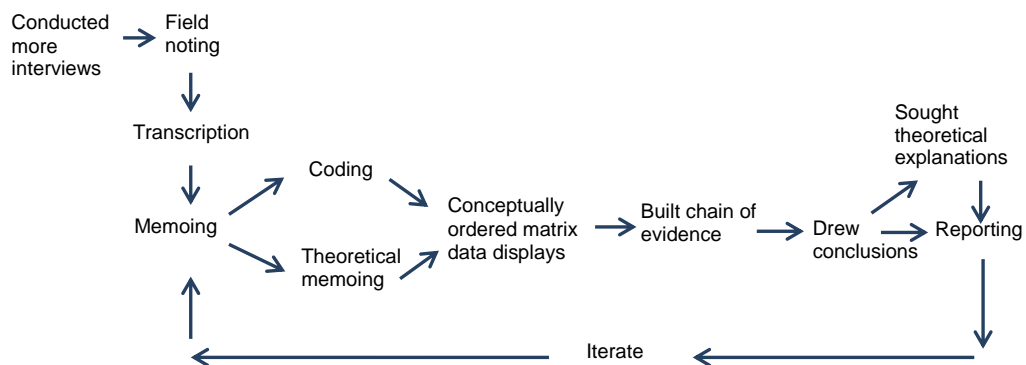 Conducted
more
interviews
Field
noting
Transcription
Memoing
Coding
Theoretical
memoing
Conceptually
ordered matrix
data displays
Built chain of
evidence
Drew
conclusions
Sought
theoretical
explanations
Reporting
Iterate